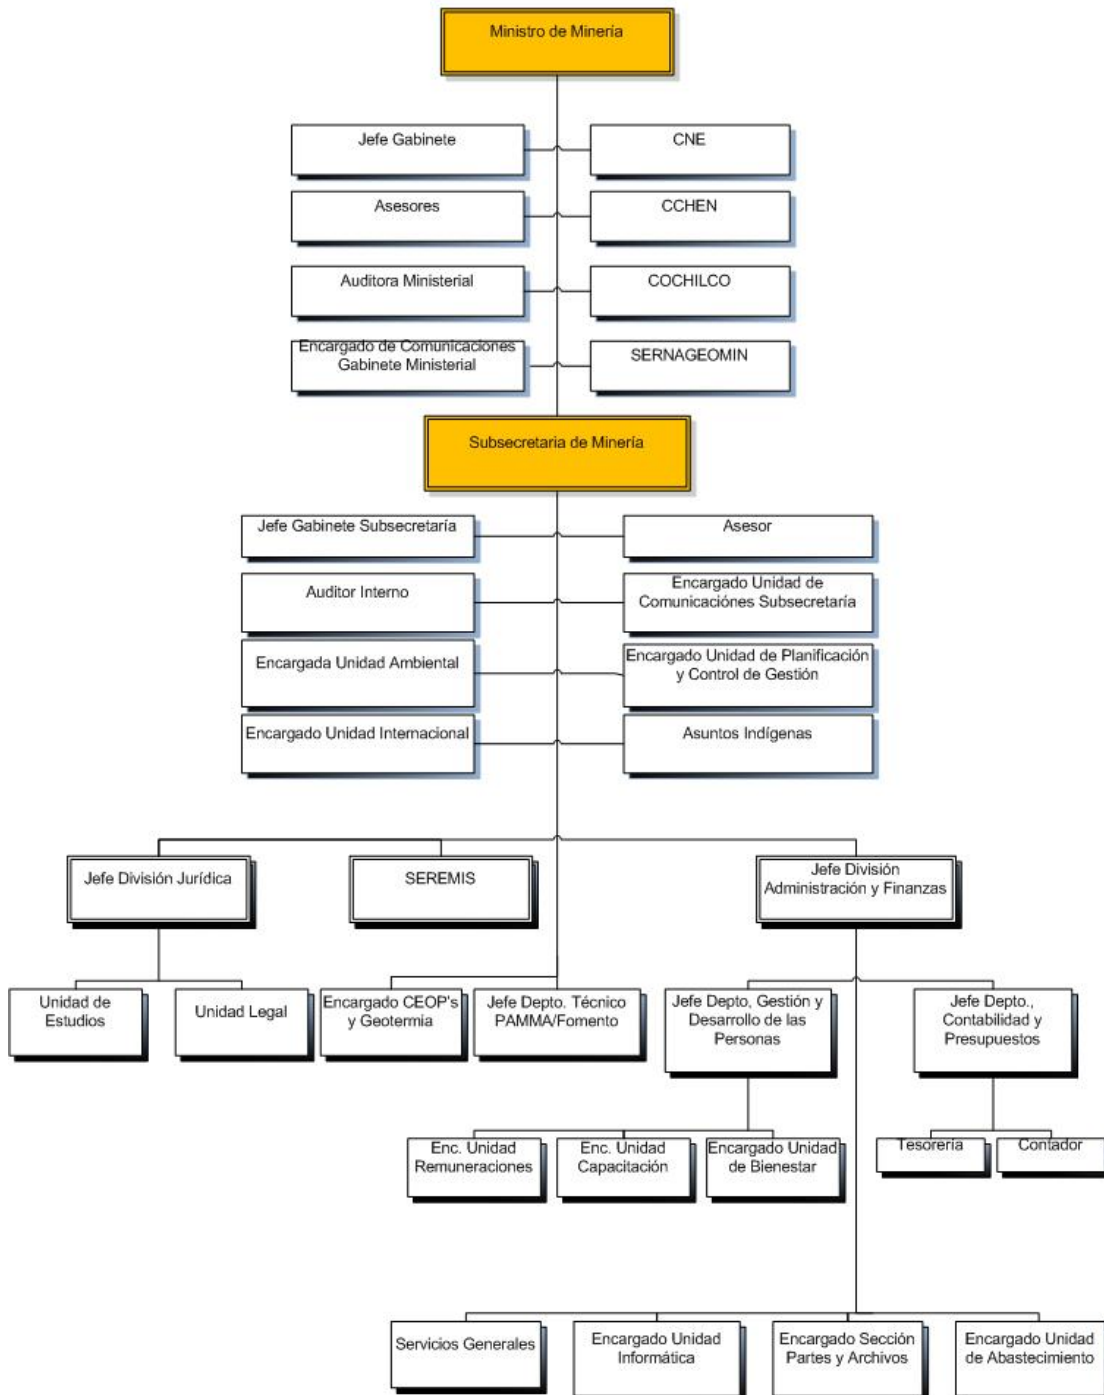 Ministro de Minería
Jefe Gabinete
CNE
Asesores
CCHEN
Auditora Ministerial
COCHILCO
Encargado de Comunicaciones
Gabinete Ministerial
SERNAGEOMIN
Subsecretaria de Minería
Jefe Gabinete Subsecretaría
Asesor
Auditor Interno
Encargado Unidad de
Comunicaciónes Subsecretaría
Encargada Unidad Ambiental
Encargado Unidad de Planificación
y Control de Gestión
Encargado Unidad Internacional
Asuntos Indígenas
Jefe División Jurídica
SEREMIS
Jefe División
Administración y Finanzas
Unidad de
Estudios
Unidad Legal
Encargado CEOP's
y Geotermia
Jefe Depto. Técnico
PAMMA/Fomento
Jefe Depto, Gestión y
Desarrollo de las
Personas
Jefe Depto.,
Contabilidad y
Presupuestos
Enc. Unidad
Remuneraciones
Enc. Unidad
Capacitación
Encargado Unidad
de Bienestar
Tesorería
Contador
Servicios Generales
Encargado Unidad
Informática
Encargado Sección
Partes y Archivos
Encargado Unidad
de Abastecimiento